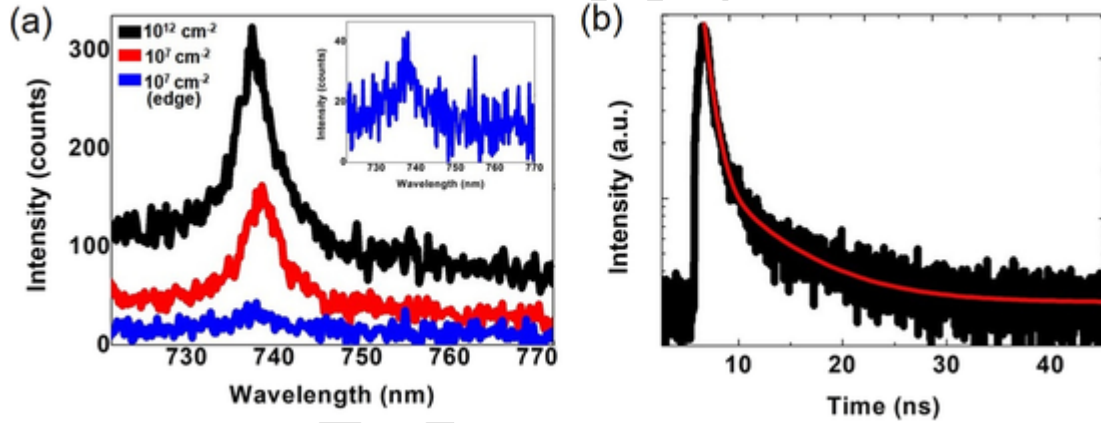 (a)
10¹² cm⁻²
10⁷ cm⁻²
10⁷ cm⁻²
(edge)
300
200
100
0
Intensity (counts)
730 740 750 760 770
Wavelength (nm)
40
20
0
Intensity (counts)
730 740 750 760 770
Wavelength (nm)
(b)
Intensity (a.u.)
10 20 30 40
Time (ns)